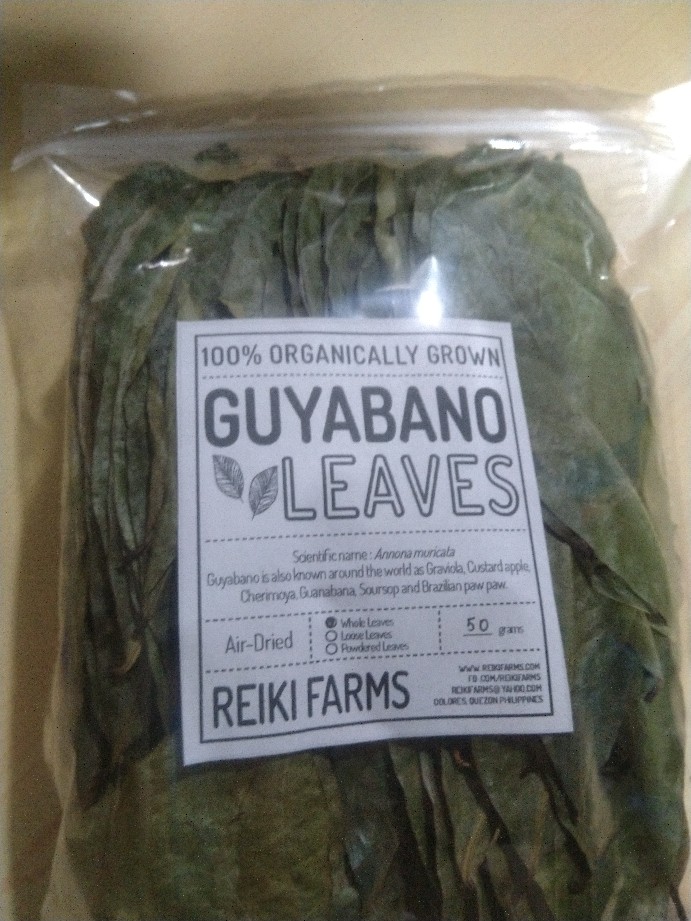 100% ORGANICALLY GROWN
GUYABANO
LEAVES
Scientific name : Annona muricata
Guyabano is also known around the world as Graviola, Custard apple,
Cherimoya, Guanabana, Soursop and Brazilian paw paw.
Air-Dried
Whole Leaves
Loose Leaves
Powdered Leaves
50 grams
REIKI FARMS
WWW.REIKIFARMS.COM
FB.COM/REIKIFARMS
REIKIFARMS@YAHOO.COM
DOLORES, QUEZON PHILIPPINES